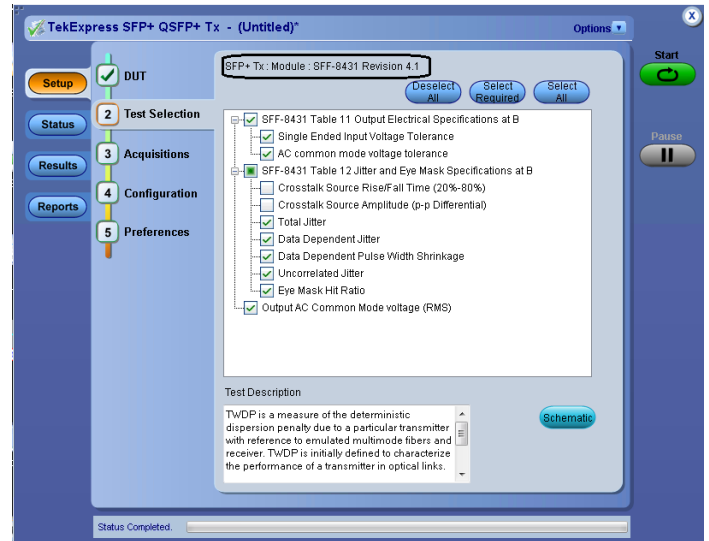 TekExpress SFP+ QSFP+ Tx - (Untitled)*
Options
Start
Pause
Setup
Status
Results
Reports
DUT
2 Test Selection
3 Acquisitions
4 Configuration
5 Preferences
SFP+ Tx : Module : SFF-8431 Revision 4.1
Deselect All
Select Required
Select All
SFF-8431 Table 11 Output Electrical Specifications at B
Single Ended Input Voltage Tolerance
AC common mode voltage tolerance
SFF-8431 Table 12 Jitter and Eye Mask Specifications at B
Crosstalk Source Rise/Fall Time (20%-80%)
Crosstalk Source Amplitude (p-p Differential)
Total Jitter
Data Dependent Jitter
Data Dependent Pulse Width Shrinkage
Uncorrelated Jitter
Eye Mask Hit Ratio
Output AC Common Mode voltage (RMS)
Test Description
TWDP is a measure of the deterministic
dispersion penalty due to a particular transmitter
with reference to emulated multimode fibers and
receiver. TWDP is initially defined to characterize
the performance of a transmitter in optical links.
Schematic
Status Completed.